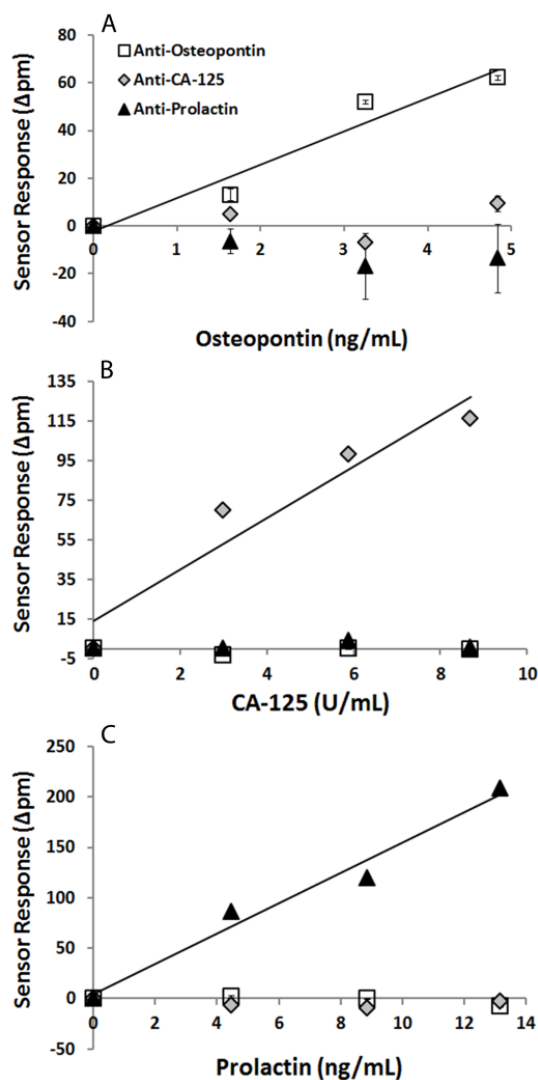 A
80
60
40
20
0
-20
-40
Sensor Response (Δpm)
Anti-Osteopontin
Anti-CA-125
Anti-Prolactin
0 1 2 3 4 5
Osteopontin (ng/mL)
B
135
115
95
75
55
35
15
-5
Sensor Response (Δpm)
0 2 4 6 8 10
CA-125 (U/mL)
C
250
200
150
100
50
0
-50
Sensor Response (Δpm)
0 2 4 6 8 10 12 14
Prolactin (ng/mL)